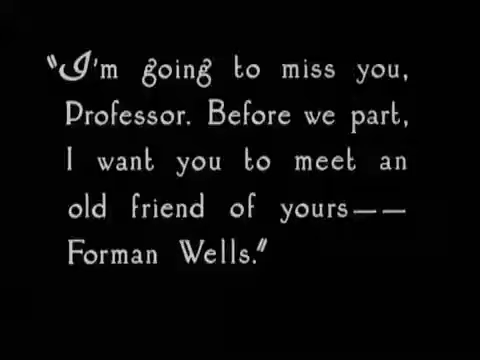 "I'm going to miss you,
Professor. Before we part,
I want you to meet an
old friend of yours——
Forman Wells."